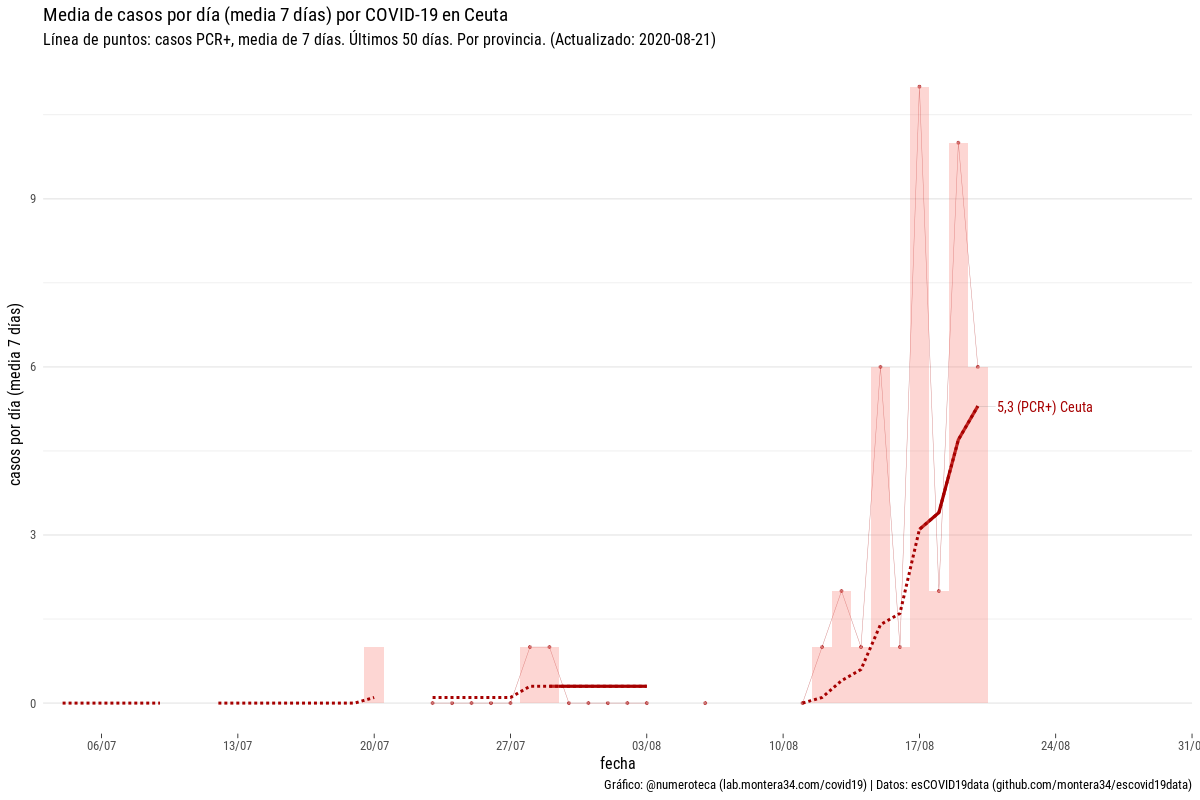 Media de casos por día (media 7 días) por COVID-19 en Ceuta
Línea de puntos: casos PCR+, media de 7 días. Últimos 50 días. Por provincia. (Actualizado: 2020-08-21)
casos por día (media 7 días)
9
6
3
0
5,3 (PCR+) Ceuta
06/07
13/07
20/07
27/07
03/08
10/08
17/08
24/08
31/0
fecha
Gráfico: @numeroteca (lab.montera34.com/covid19) | Datos: esCOVID19data (github.com/montera34/escovid19data)